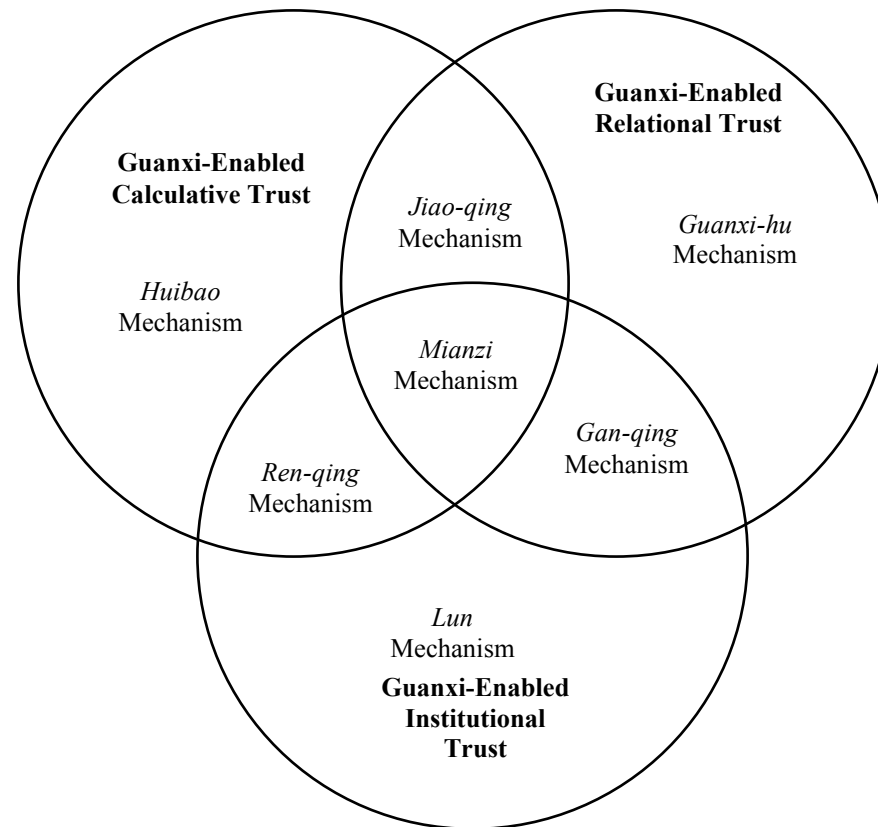 Guanxi-Enabled
Relational Trust
Guanxi-Enabled
Calculative Trust
Jiao-qing
Mechanism
Guanxi-hu
Mechanism
Huibao
Mechanism
Mianzi
Mechanism
Gan-qing
Mechanism
Ren-qing
Mechanism
Lun
Mechanism
Guanxi-Enabled
Institutional
Trust